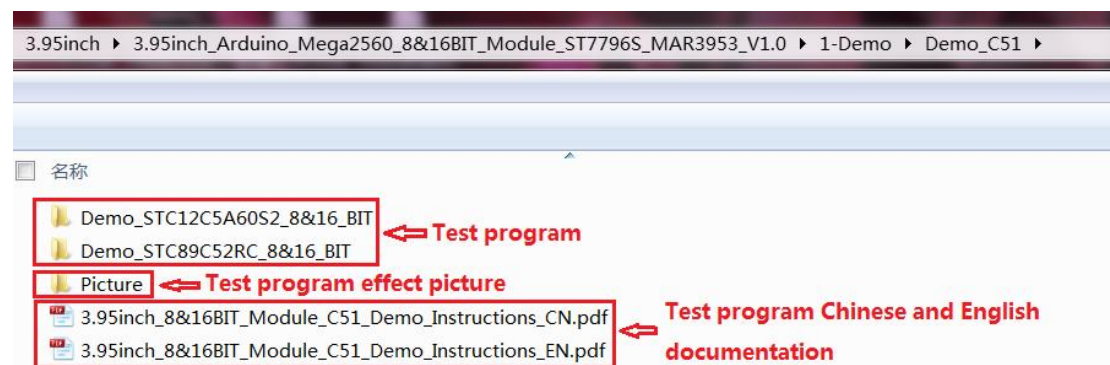 3.95inch ▸ 3.95inch_Arduino_Mega2560_8&16BIT_Module_ST7796S_MAR3953_V1.0 ▸ 1-Demo ▸ Demo_C51 ▸
名称
Demo_STC12C5A60S2_8&16_BIT
Test program
Demo_STC89C52RC_8&16_BIT
Picture
Test program effect picture
3.95inch_8&16BIT_Module_C51_Demo_Instructions_CN.pdf
3.95inch_8&16BIT_Module_C51_Demo_Instructions_EN.pdf
Test program Chinese and English
documentation